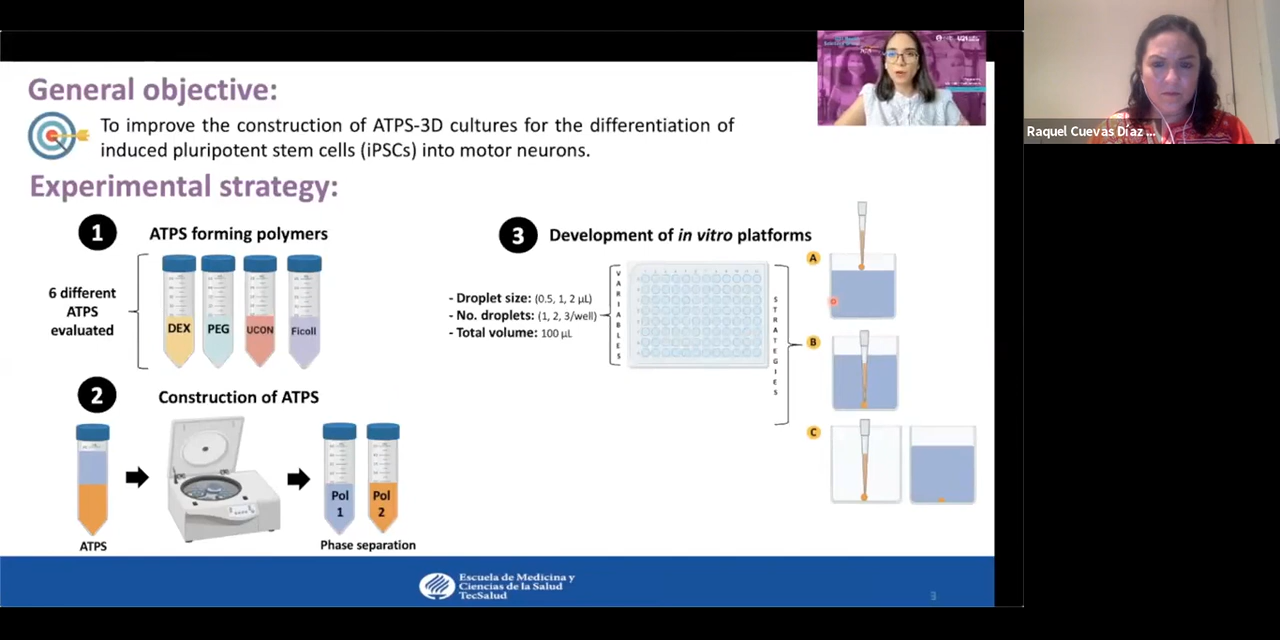 General objective:
To improve the construction of ATPS-3D cultures for the differentiation of
induced pluripotent stem cells (iPSCs) into motor neurons.
Experimental strategy:
1
ATPS forming polymers
6 different
ATPS
evaluated
DEX
PEG
UCON
Ficoll
2
Construction of ATPS
ATPS
Pol
1
Pol
2
Phase separation
3
Development of in vitro platforms
- Droplet size: (0.5, 1, 2 µL)
- No. droplets: (1, 2, 3/well)
- Total volume: 100 µL
VARIABLES
STRATEGIES
A
B
C
Escuela de Medicina y
Ciencias de la Salud
TecSalud
3
Raquel Cuevas Díaz ...